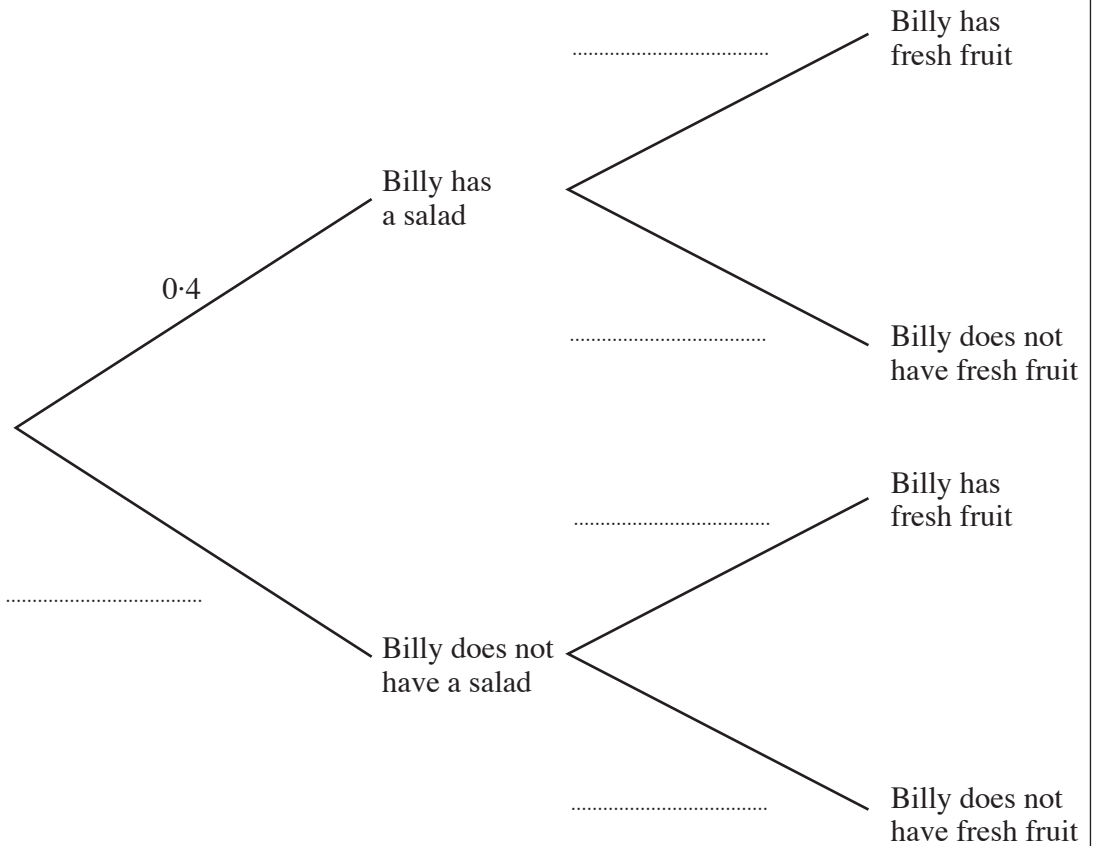 Billy has
fresh fruit
Billy has
a salad
0·4
Billy does not
have fresh fruit
Billy has
fresh fruit
Billy does not
have a salad
Billy does not
have fresh fruit